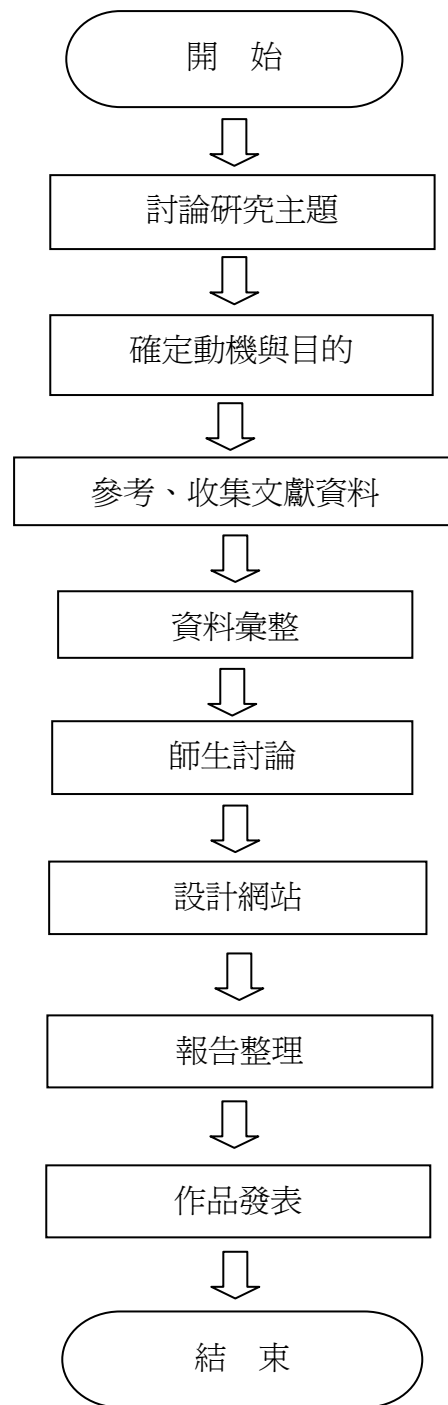 開　始
討論研究主題
確定動機與目的
參考、收集文獻資料
資料彙整
師生討論
設計網站
報告整理
作品發表
結　束